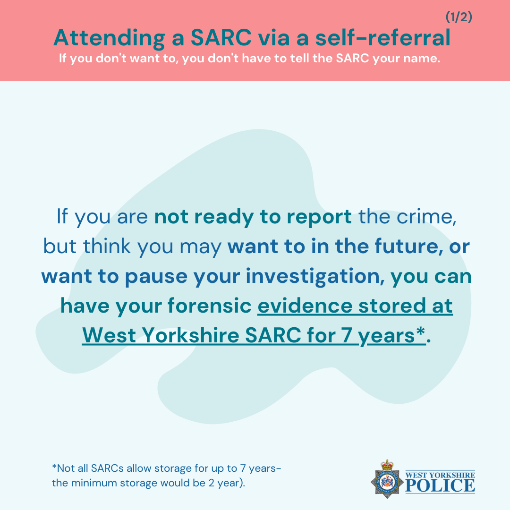 (1/2)
Attending a SARC via a self-referral
If you don't want to, you don't have to tell the SARC your name.
If you are not ready to report the crime,
but think you may want to in the future, or
want to pause your investigation, you can
have your forensic evidence stored at
West Yorkshire SARC for 7 years*.
*Not all SARCs allow storage for up to 7 years-
the minimum storage would be 2 year).
WEST YORKSHIRE
POLICE